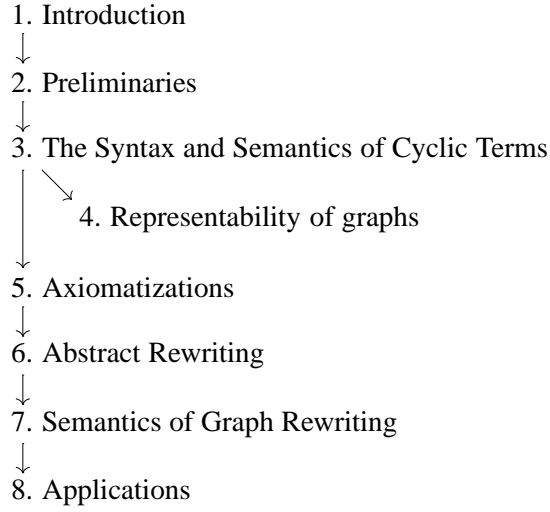 1. Introduction
2. Preliminaries
3. The Syntax and Semantics of Cyclic Terms
4. Representability of graphs
5. Axiomatizations
6. Abstract Rewriting
7. Semantics of Graph Rewriting
8. Applications